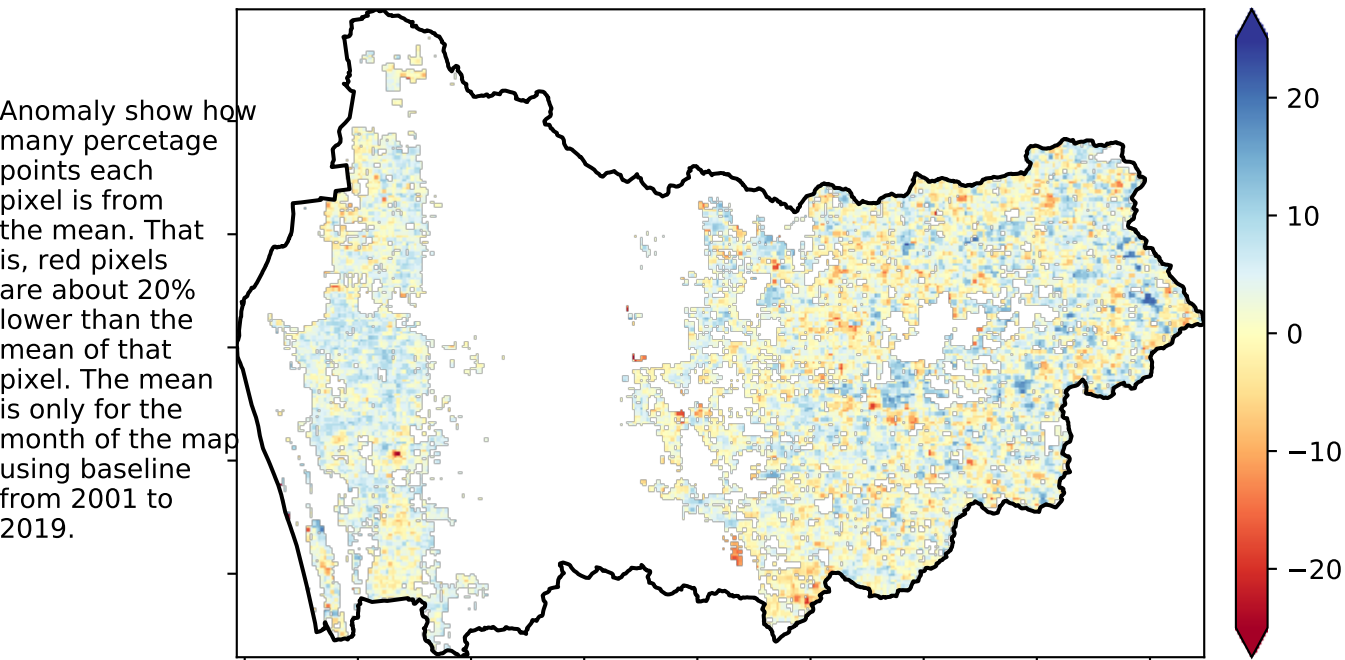 Anomaly show how
many percetage
points each
pixel is from
the mean. That
is, red pixels
are about 20%
lower than the
mean of that
pixel. The mean
is only for the
month of the map
using baseline
from 2001 to
2019.
20
10
0
−10
−20